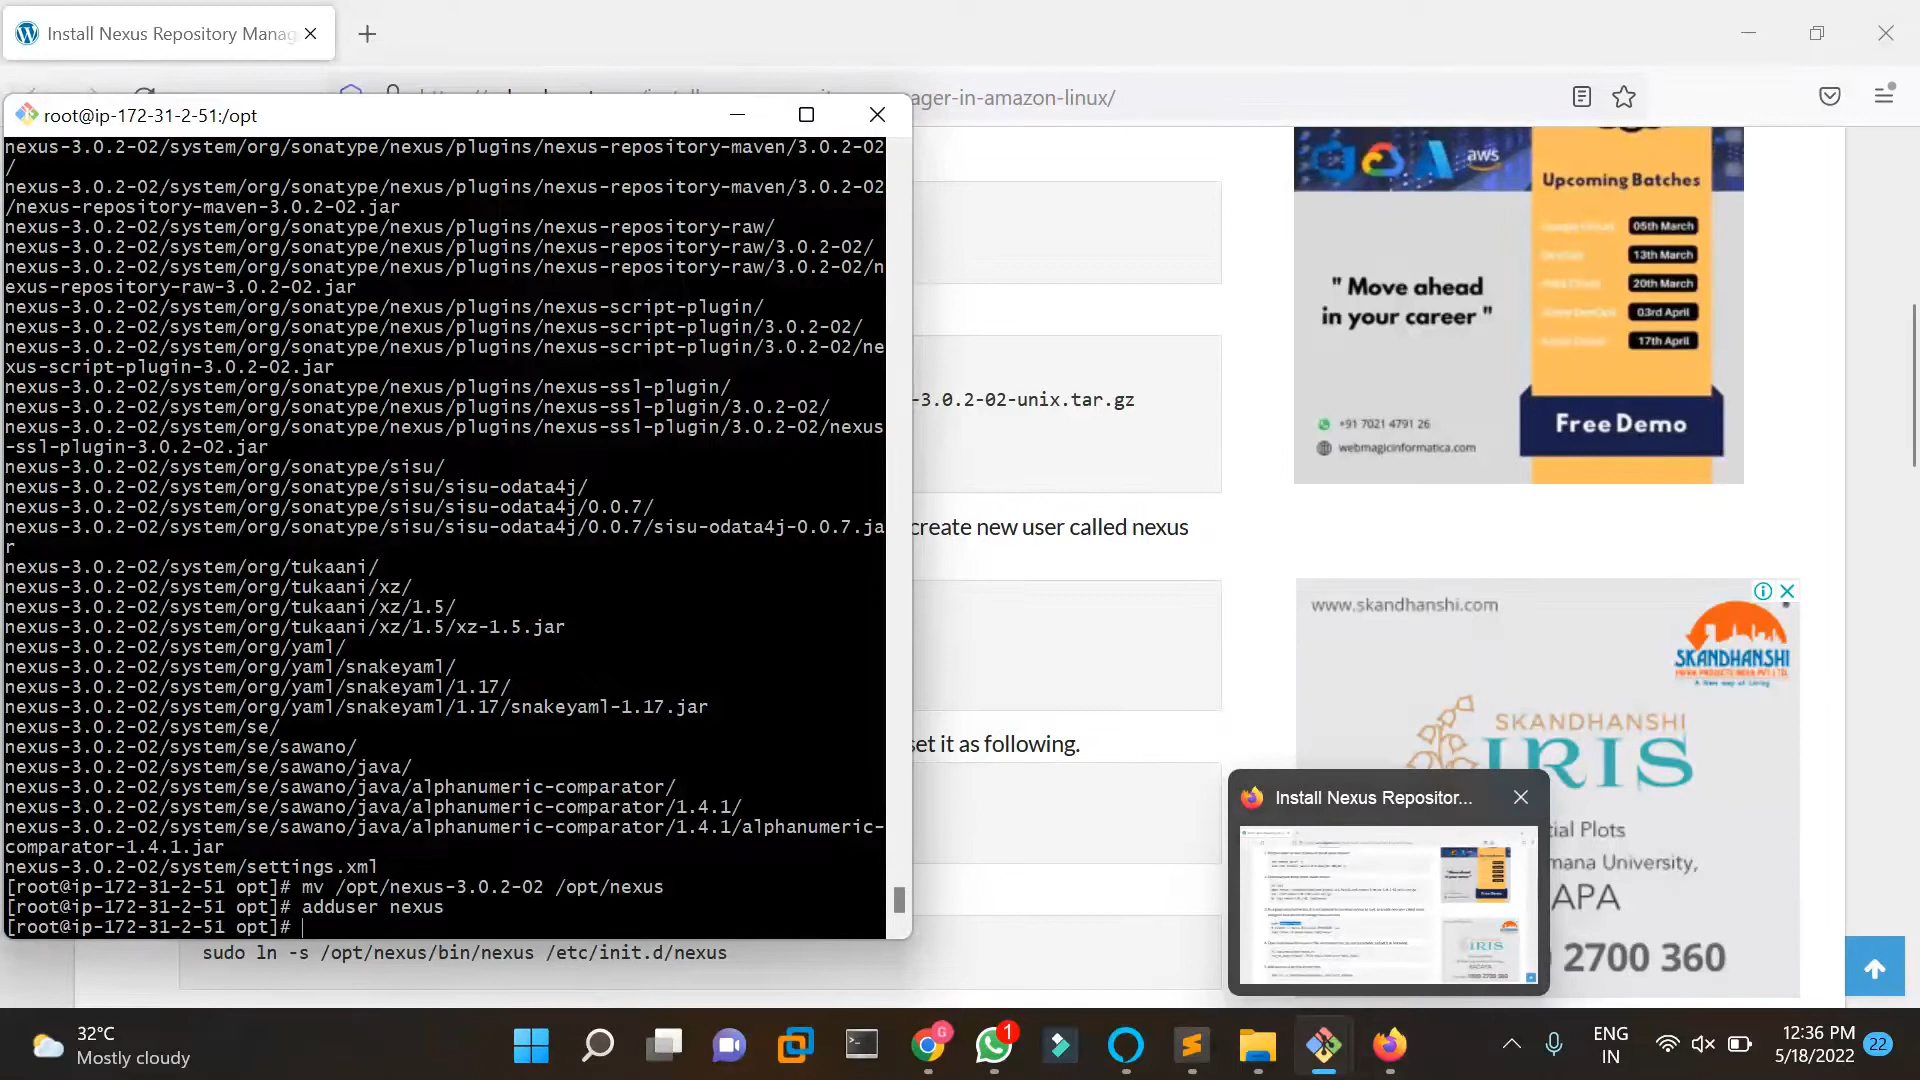 Install Nexus Repository Manag
root@ip-172-31-2-51:/opt
ager-in-amazon-linux/
nexus-3.0.2-02/system/org/sonatype/nexus/plugins/nexus-repository-maven/3.0.2-02
/
nexus-3.0.2-02/system/org/sonatype/nexus/plugins/nexus-repository-maven/3.0.2-02
/nexus-repository-maven-3.0.2-02.jar
nexus-3.0.2-02/system/org/sonatype/nexus/plugins/nexus-repository-raw/
nexus-3.0.2-02/system/org/sonatype/nexus/plugins/nexus-repository-raw/3.0.2-02/
nexus-3.0.2-02/system/org/sonatype/nexus/plugins/nexus-repository-raw/3.0.2-02/n
exus-repository-raw-3.0.2-02.jar
nexus-3.0.2-02/system/org/sonatype/nexus/plugins/nexus-script-plugin/
nexus-3.0.2-02/system/org/sonatype/nexus/plugins/nexus-script-plugin/3.0.2-02/
nexus-3.0.2-02/system/org/sonatype/nexus/plugins/nexus-script-plugin/3.0.2-02/ne
xus-script-plugin-3.0.2-02.jar
nexus-3.0.2-02/system/org/sonatype/nexus/plugins/nexus-ssl-plugin/
nexus-3.0.2-02/system/org/sonatype/nexus/plugins/nexus-ssl-plugin/3.0.2-02/
nexus-3.0.2-02/system/org/sonatype/nexus/plugins/nexus-ssl-plugin/3.0.2-02/nexus
-ssl-plugin-3.0.2-02.jar
nexus-3.0.2-02/system/org/sonatype/sisu/
nexus-3.0.2-02/system/org/sonatype/sisu/sisu-odata4j/
nexus-3.0.2-02/system/org/sonatype/sisu/sisu-odata4j/0.0.7/
nexus-3.0.2-02/system/org/sonatype/sisu/sisu-odata4j/0.0.7/sisu-odata4j-0.0.7.ja
r
nexus-3.0.2-02/system/org/tukaani/
nexus-3.0.2-02/system/org/tukaani/xz/
nexus-3.0.2-02/system/org/tukaani/xz/1.5/
nexus-3.0.2-02/system/org/tukaani/xz/1.5/xz-1.5.jar
nexus-3.0.2-02/system/org/yaml/
nexus-3.0.2-02/system/org/yaml/snakeyaml/
nexus-3.0.2-02/system/org/yaml/snakeyaml/1.17/
nexus-3.0.2-02/system/org/yaml/snakeyaml/1.17/snakeyaml-1.17.jar
nexus-3.0.2-02/system/se/
nexus-3.0.2-02/system/se/sawano/
nexus-3.0.2-02/system/se/sawano/java/
nexus-3.0.2-02/system/se/sawano/java/alphanumeric-comparator/
nexus-3.0.2-02/system/se/sawano/java/alphanumeric-comparator/1.4.1/
nexus-3.0.2-02/system/se/sawano/java/alphanumeric-comparator/1.4.1/alphanumeric-
comparator-1.4.1.jar
nexus-3.0.2-02/system/settings.xml
[root@ip-172-31-2-51 opt]# mv /opt/nexus-3.0.2-02 /opt/nexus
[root@ip-172-31-2-51 opt]# adduser nexus
[root@ip-172-31-2-51 opt]#
-3.0.2-02-unix.tar.gz
create new user called nexus
set it as following.
sudo ln -s /opt/nexus/bin/nexus /etc/init.d/nexus
aws
Upcoming Batches
05th March
13th March
20th March
03rd April
17th April
" Move ahead
in your career "
Free Demo
+91 7021 4791 26
webmagicinformatica.com
www.skandhanshi.com
SKANDHANSHI
SKANDHANSHI
IRIS
tial Plots
mana University,
APA
2700 360
Install Nexus Repositor...
32°C
Mostly cloudy
G
1
ENG
IN
12:36 PM
5/18/2022
22